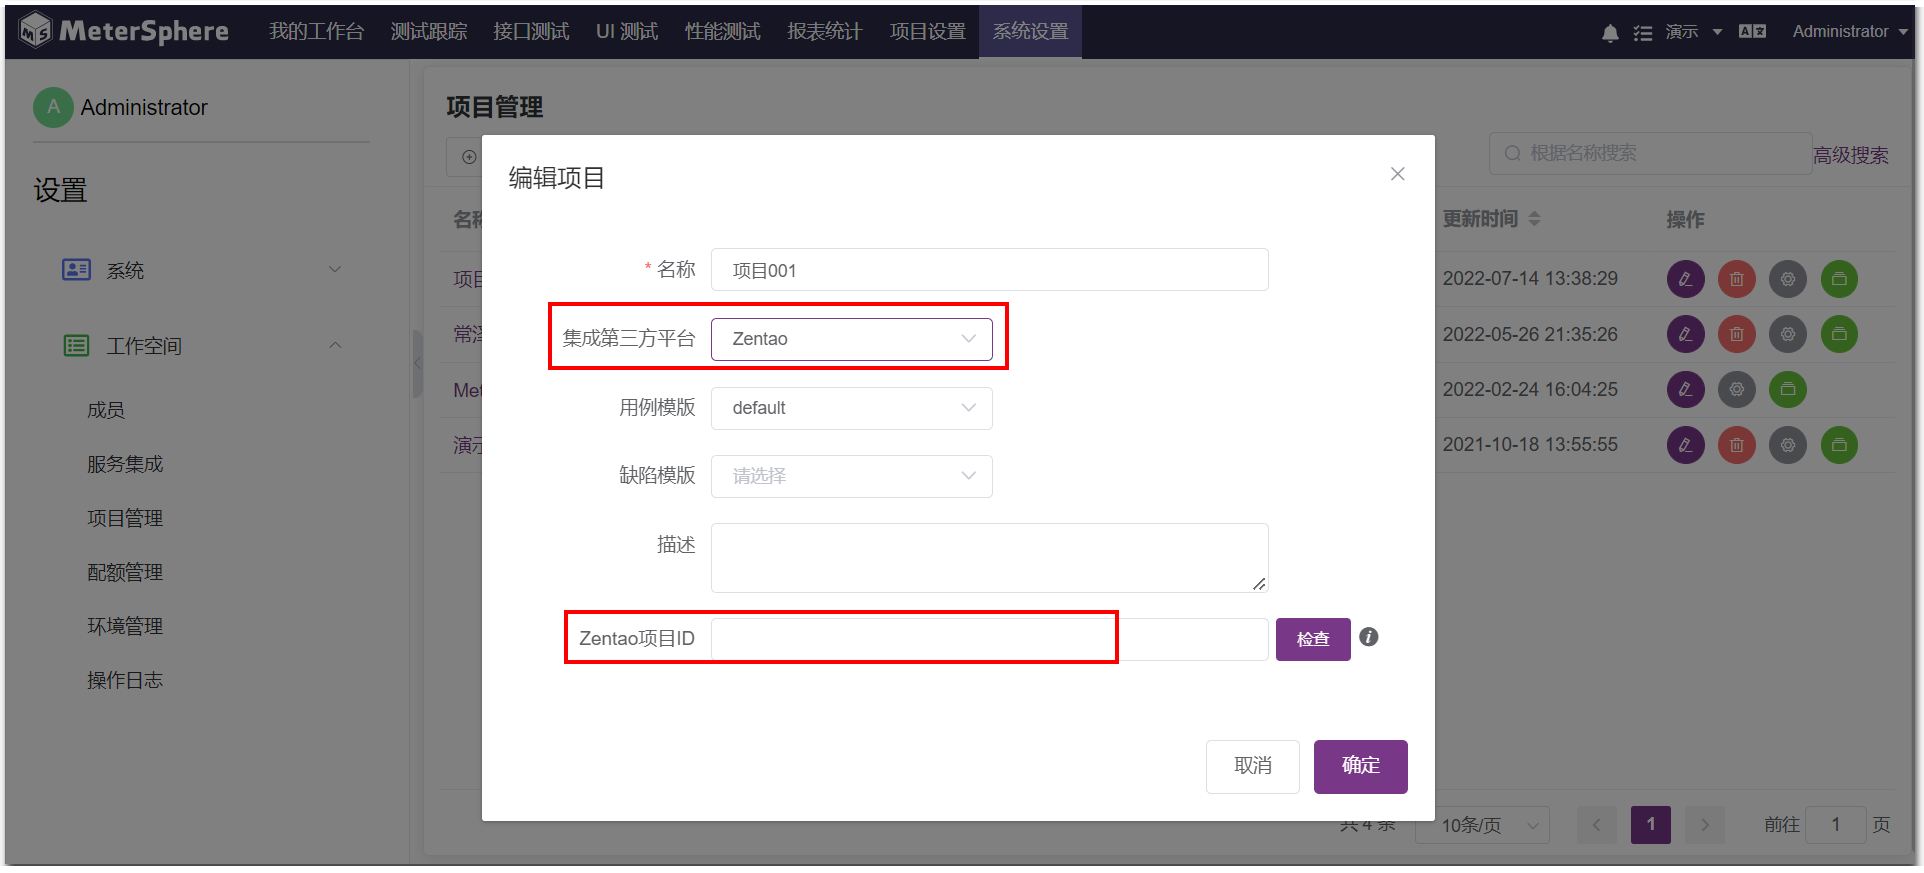 MeterSphere 我的工作台 测试跟踪 接口测试 UI 测试 性能测试 报表统计 项目设置 系统设置 演示 Administrator
A Administrator
设置
系统
工作空间
成员
服务集成
项目管理
配额管理
环境管理
操作日志
项目管理
根据名称搜索 高级搜索
更新时间 操作
2022-07-14 13:38:29
2022-05-26 21:35:26
Met 2022-02-24 16:04:25
2021-10-18 13:55:55
编辑项目
* 名称 项目001
集成第三方平台 Zentao
用例模版 default
缺陷模版 请选择
描述
Zentao项目ID 检查
取消 确定
共 4 条 10条/页 1 前往 1 页